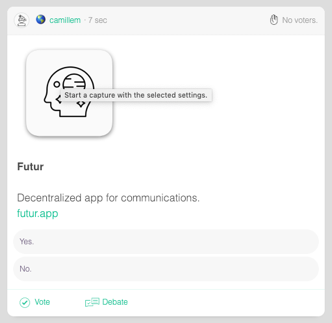 camillem · 7 sec
No voters.
Start a capture with the selected settings.
Futur
Decentralized app for communications.
futur.app
Yes.
No.
Vote
Debate